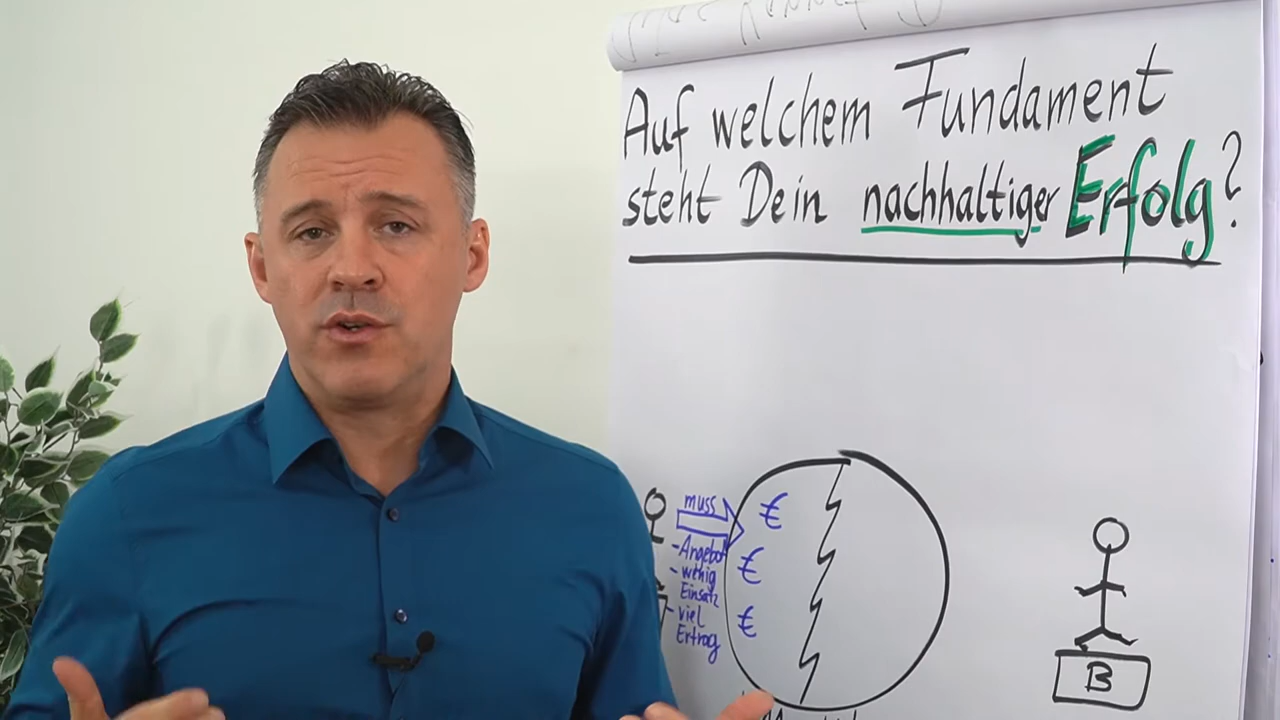 Auf welchem Fundament
steht Dein nachhaltiger Erfolg?
muss
- Angebot
- wenig
Einsatz
- viel
Ertrag
€
€
€
B